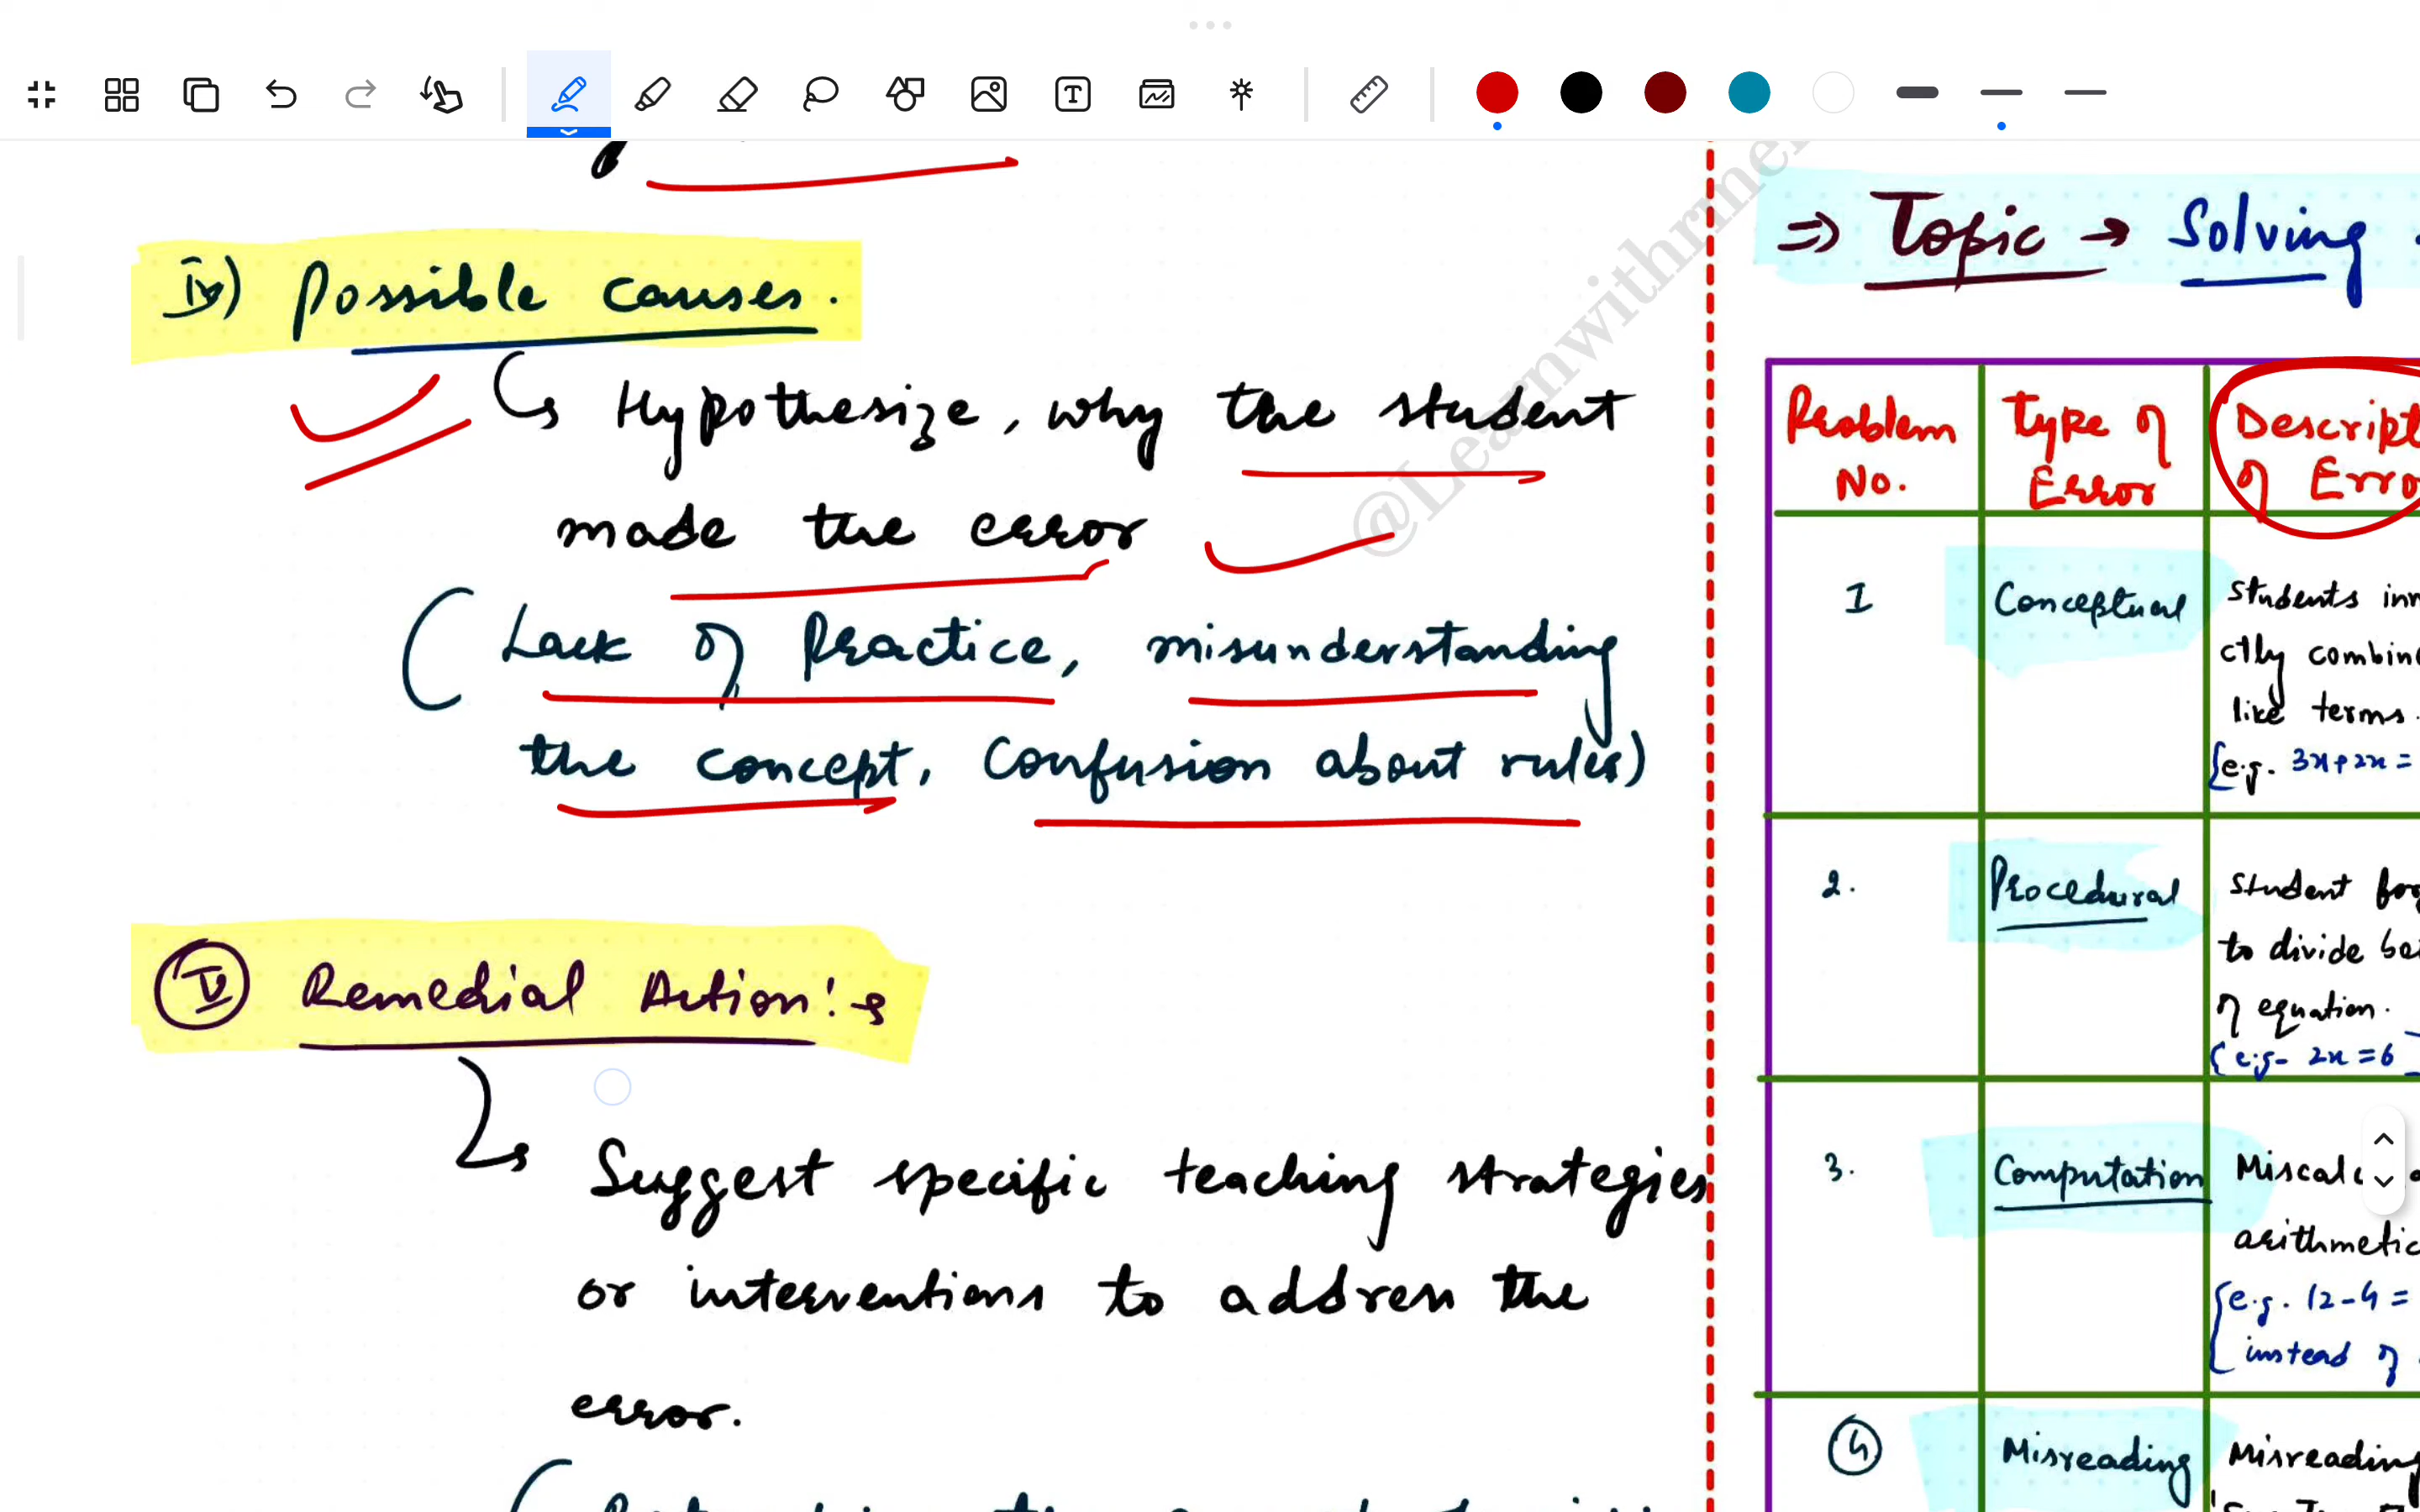 iv) Possible causes.
Hypothesize, why the student
made the error
(Lack of Practice, misunderstanding
the concept, Confusion about rules)
v Remedial Action:→
Suggest specific teaching strategies
or interventions to address the
error.
@Learnwithrme
⇒ Topic → Solving
Problem No.
Type of Error
Descript
of Erro
1
Conceptual
Students
ctly combin
like terms.
{e.g. 3x+2x =
2.
Procedural
Student for
to divide
of equation.
(e.g- 2x = 6
3.
Computation
Miscalc
arithmetic
{e.g. 12-4 =
instead of
4
Misreading
Misreading